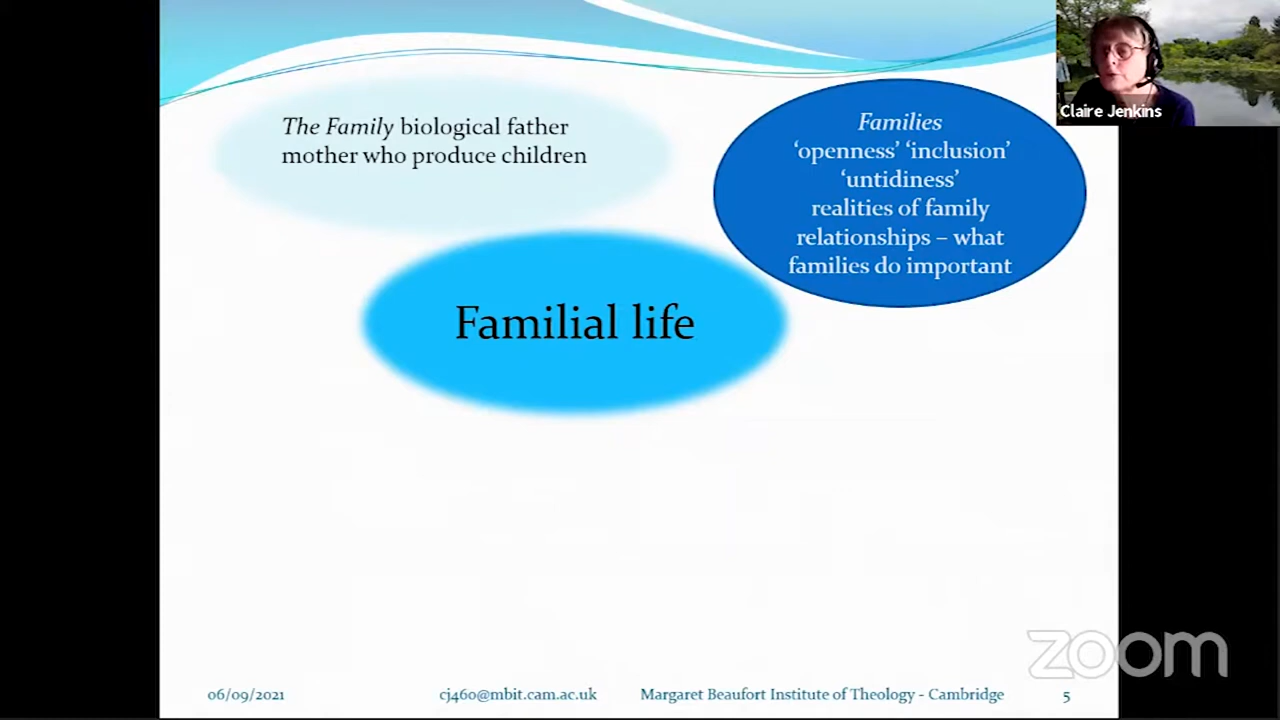 The Family biological father
mother who produce children
Families
‘openness’ ‘inclusion’
‘untidiness’
realities of family
relationships – what
families do important
Claire Jenkins
Familial life
zoom
06/09/2021
cj460@mbit.cam.ac.uk
Margaret Beaufort Institute of Theology - Cambridge
5